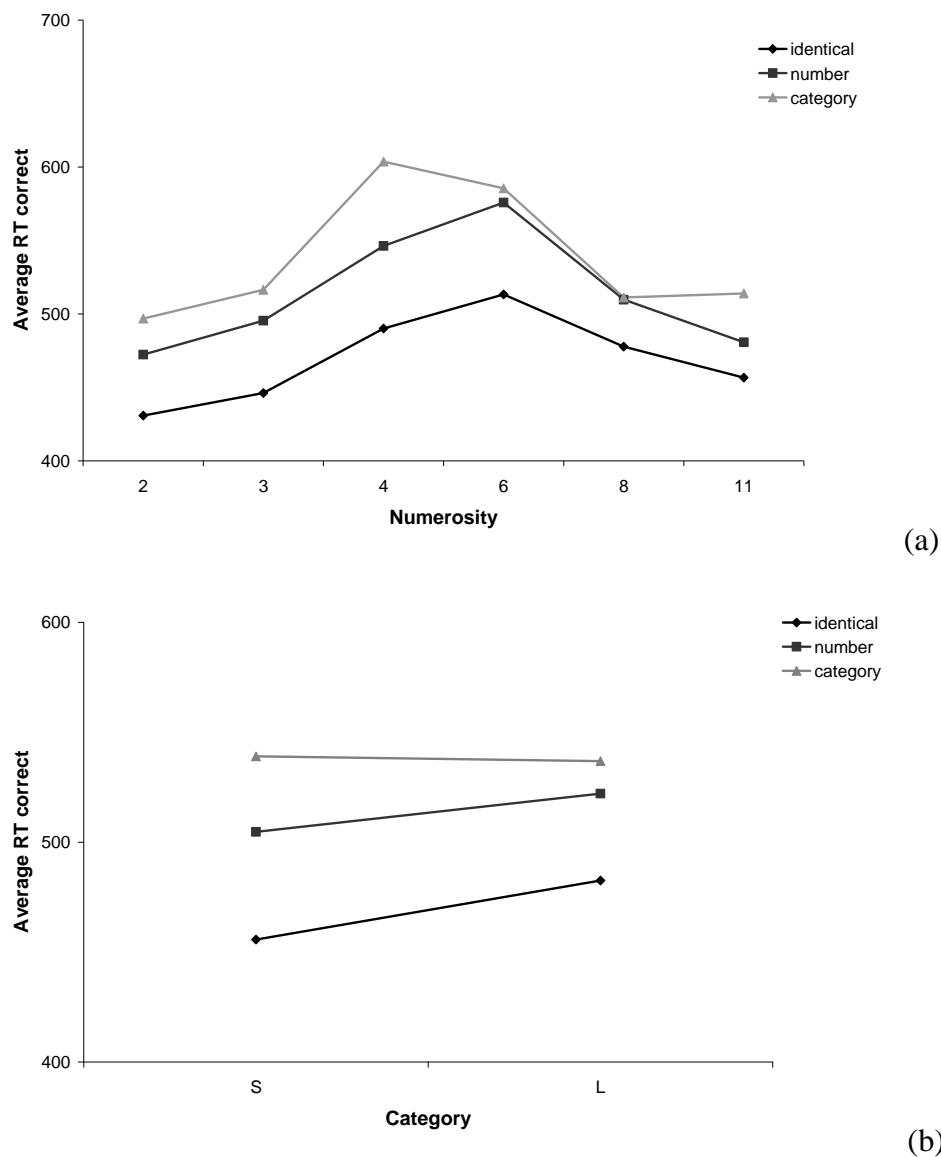 700
600
500
400
Average RT correct
identical
number
category
2 3 4 6 8 11
Numerosity
(a)
600
500
400
Average RT correct
identical
number
category
S L
Category
(b)